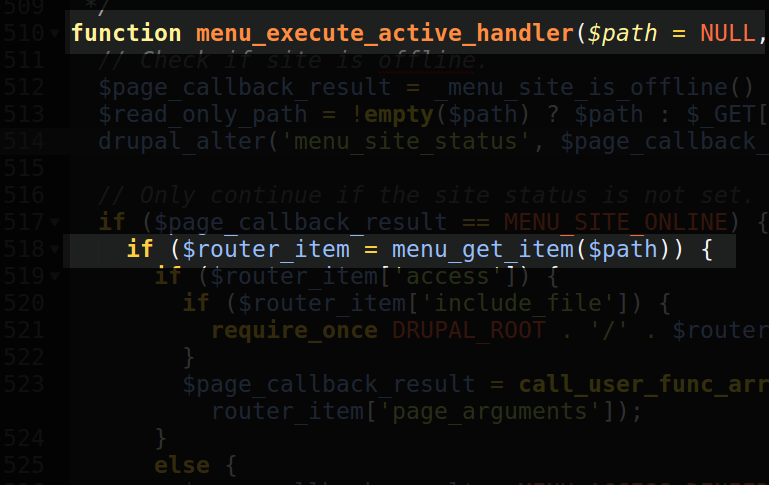 509 */
510 function menu_execute_active_handler($path = NULL,
511 // Check if site is offline.
512 $page_callback_result = _menu_site_is_offline()
513 $read_only_path = !empty($path) ? $path : $_GET[
514 drupal_alter('menu_site_status', $page_callback_
515
516 // Only continue if the site status is not set.
517 if ($page_callback_result == MENU_SITE_ONLINE) {
518 if ($router_item = menu_get_item($path)) {
519 if ($router_item['access']) {
520 if ($router_item['include_file']) {
521 require_once DRUPAL_ROOT . '/' . $router
522 }
523 $page_callback_result = call_user_func_arr
router_item['page_arguments']);
524 }
525 else {